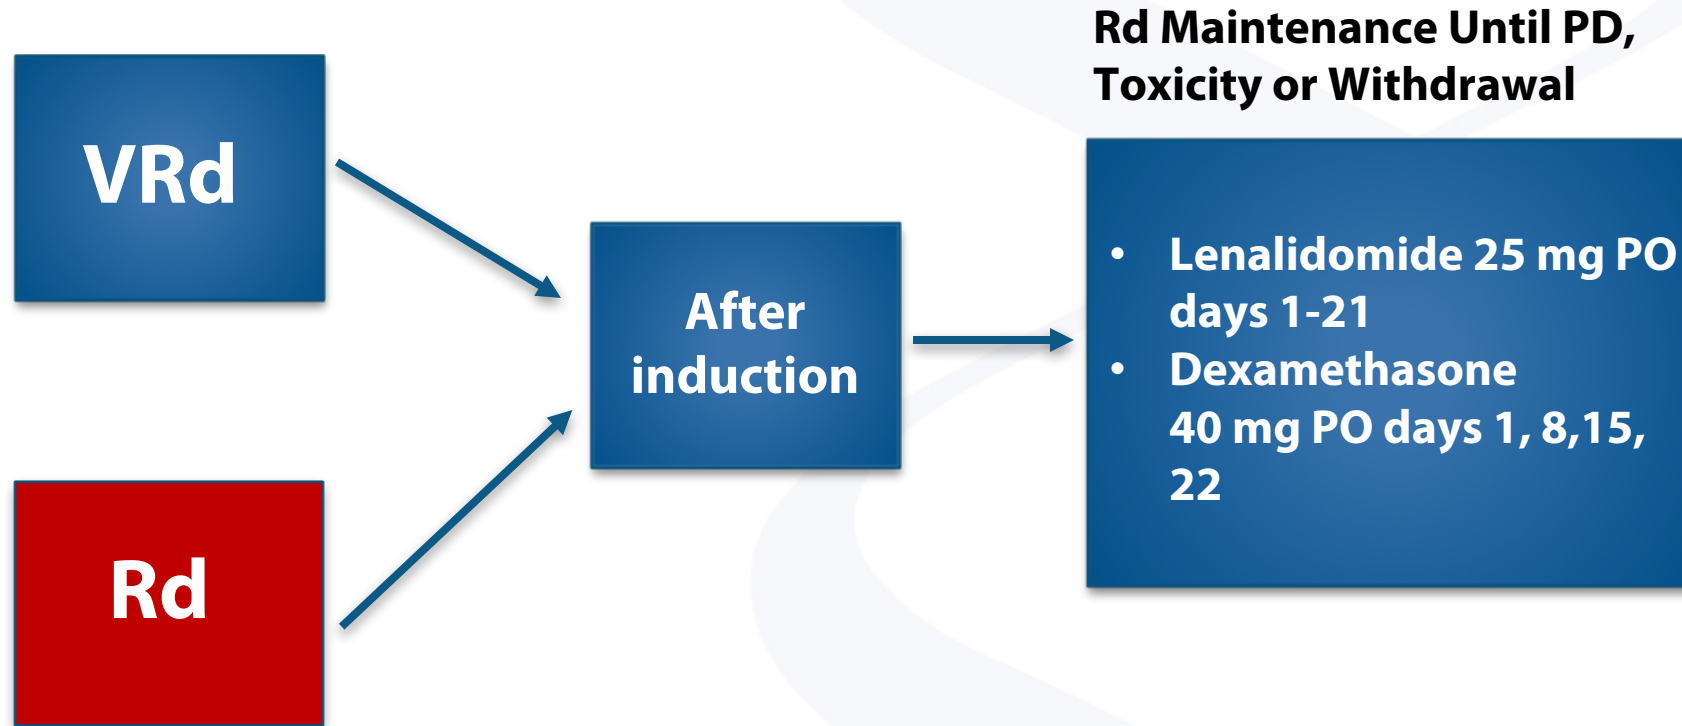 Rd Maintenance Until PD,
Toxicity or Withdrawal
VRd
After
induction
Rd
• Lenalidomide 25 mg PO
days 1-21
• Dexamethasone
40 mg PO days 1, 8,15,
22